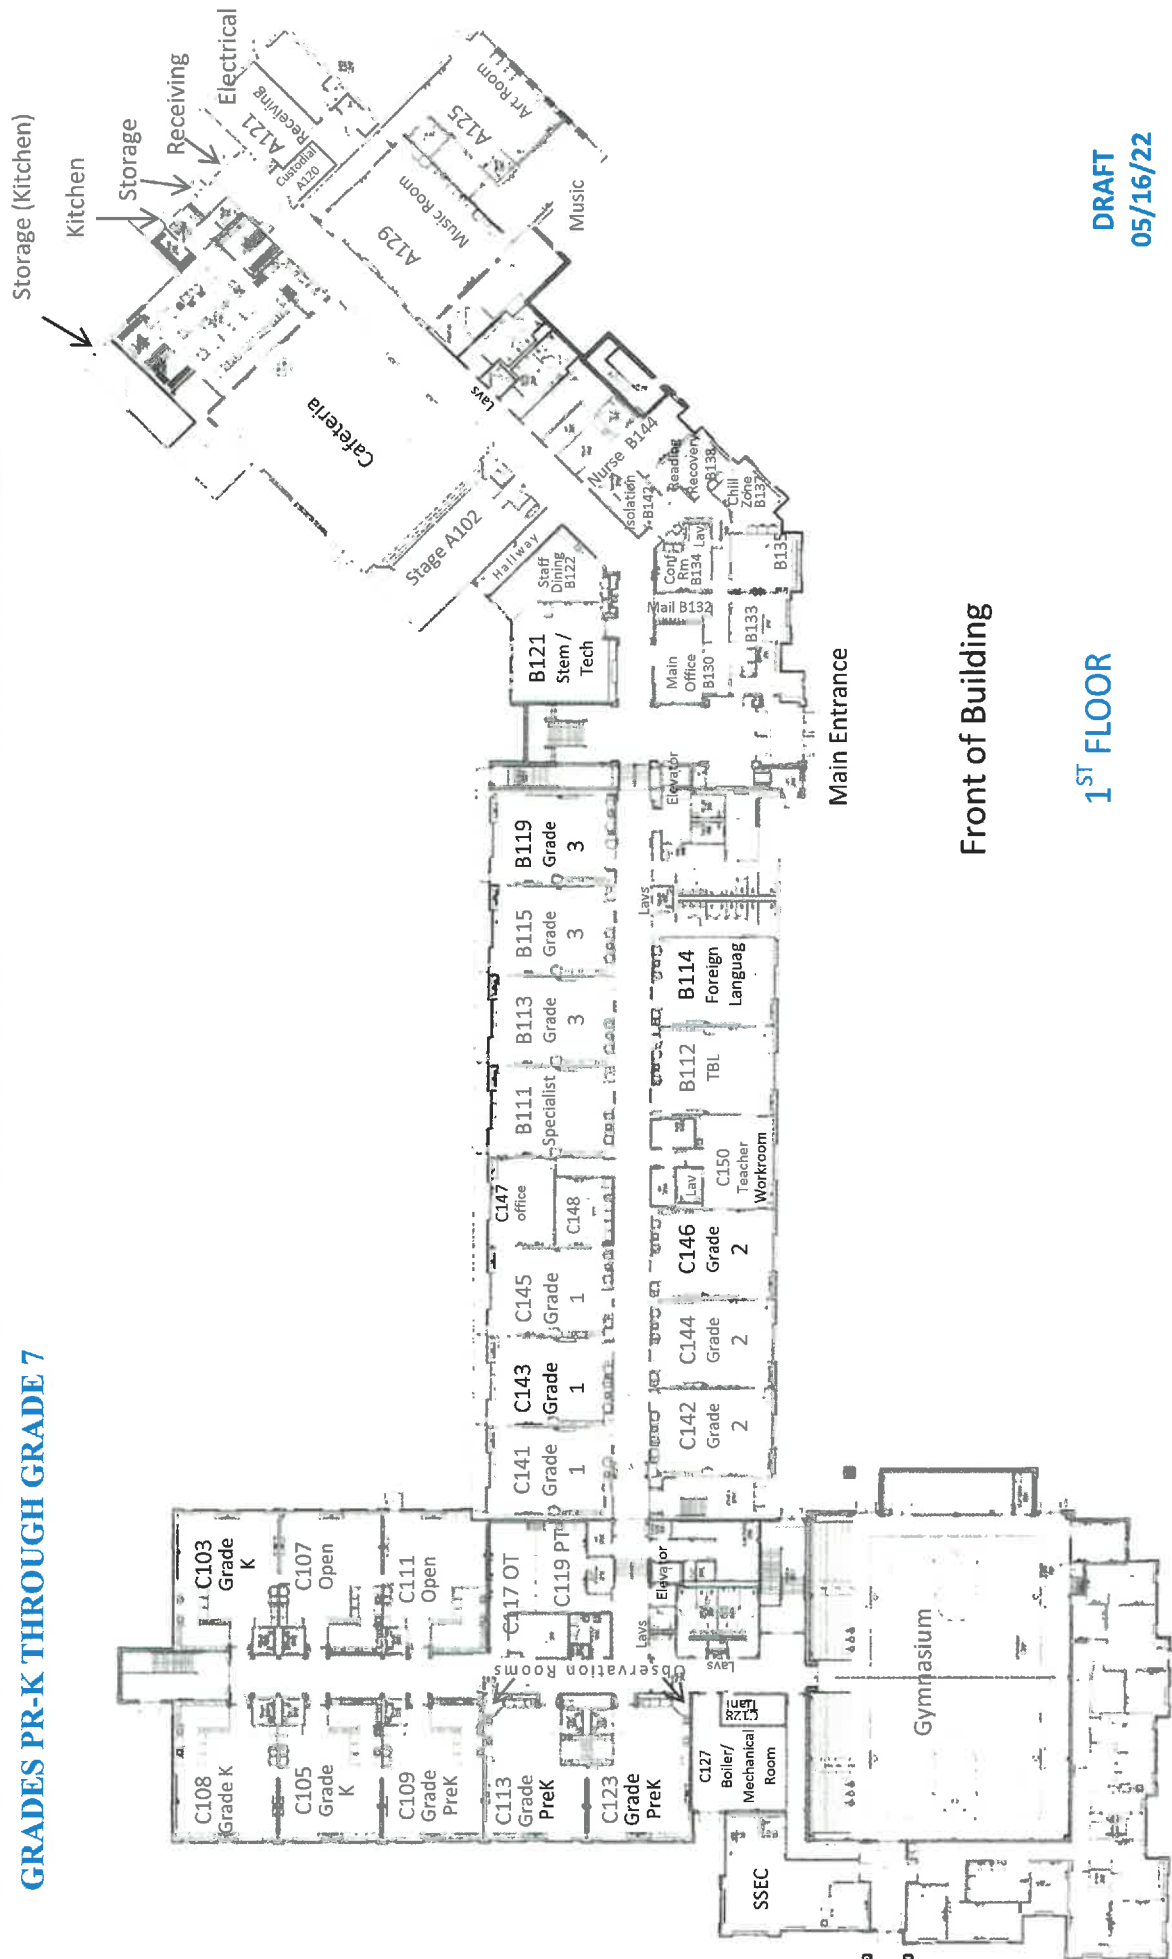 GRADES PR-K THROUGH GRADE 7
Storage (Kitchen)
Kitchen
Storage
Receiving
Electrical
A121
Receiving
Custodial
A120
A125
Art Room
A129
Music Room
Music
Cafeteria
Lavs
Stage A102
Hallway
Staff
Dining
B122
B121
Stem /
Tech
Nurse B144
Isolation
B142
Reading
Recovery
B138
Chill
Zone
B137
Conf
Rm
B134
Lav
B135
Mail B132
B133
Main
Office
B130
Main Entrance
Elevator
B119
Grade
3
B115
Grade
3
B113
Grade
3
B111
Specialist
C147
office
C148
C145
Grade
1
C143
Grade
1
C141
Grade
1
Lavs
B114
Foreign
Languag
B112
TBL
C150
Teacher
Workroom
Lav
C146
Grade
2
C144
Grade
2
C142
Grade
2
C103
Grade
K
C107
Open
C111
Open
C117 OT
C119 PT
Elevator
Lavs
Lavs
Observation Rooms
C108
Grade K
C105
Grade
K
C109
Grade
PreK
C113
Grade
PreK
C123
Grade
PreK
C127
Boiler/
Mechanical
Room
C128
SSEC
Gymnasium
Front of Building
1ST FLOOR
DRAFT
05/16/22